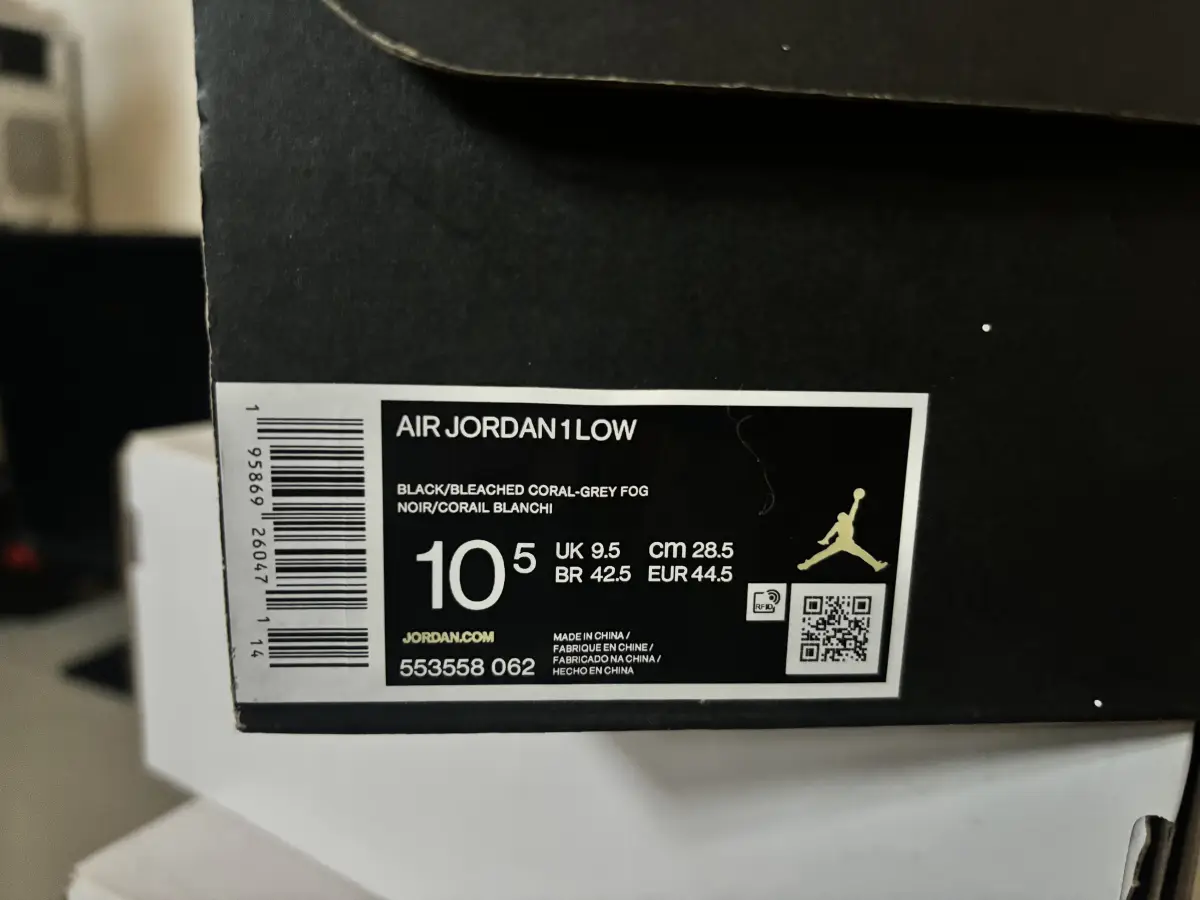 AIR JORDAN 1 LOW
BLACK/BLEACHED CORAL-GREY FOG
NOIR/CORAIL BLANCHI
10 5
UK 9.5 cm 28.5
BR 42.5 EUR 44.5
RFID
JORDAN.COM
553558 062
MADE IN CHINA /
FABRIQUE EN CHINE /
FABRICADO NA CHINA /
HECHO EN CHINA
1 95869 26047 1 14